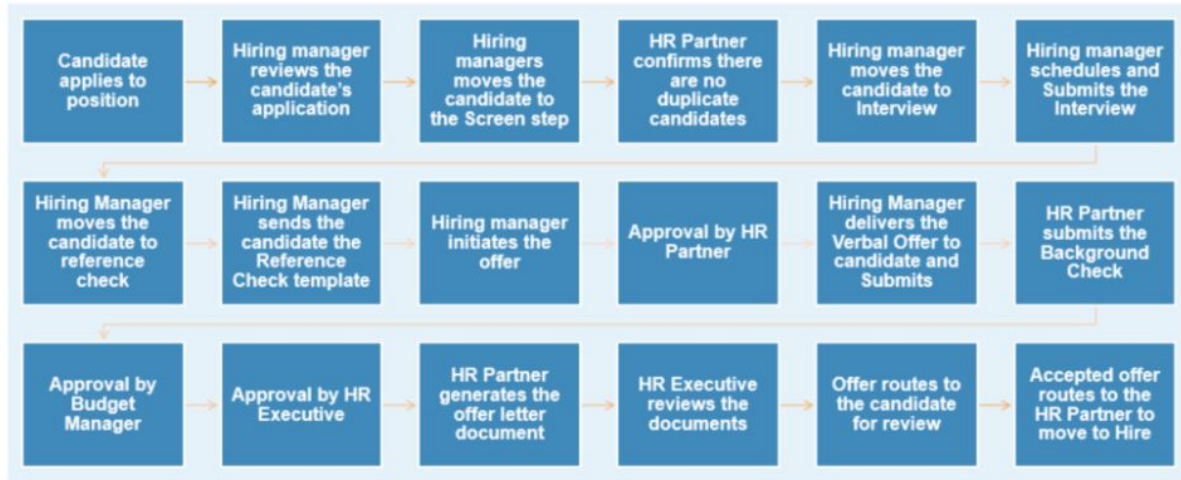 Candidate
applies to
position
Hiring manager
reviews the
candidate's
application
Hiring
managers
moves the
candidate to
the Screen step
HR Partner
confirms there
are no
duplicate
candidates
Hiring manager
moves the
candidate to
Interview
Hiring manager
schedules and
Submits the
Interview
Hiring Manager
moves the
candidate to
reference
check
Hiring Manager
sends the
candidate the
Reference
Check template
Hiring manager
initiates the
offer
Approval by HR
Partner
Hiring Manager
delivers the
Verbal Offer to
candidate and
Submits
HR Partner
submits the
Background
Check
Approval by
Budget
Manager
Approval by HR
Executive
HR Partner
generates the
offer letter
document
HR Executive
reviews the
documents
Offer routes to
the candidate
for review
Accepted offer
routes to the
HR Partner to
move to Hire